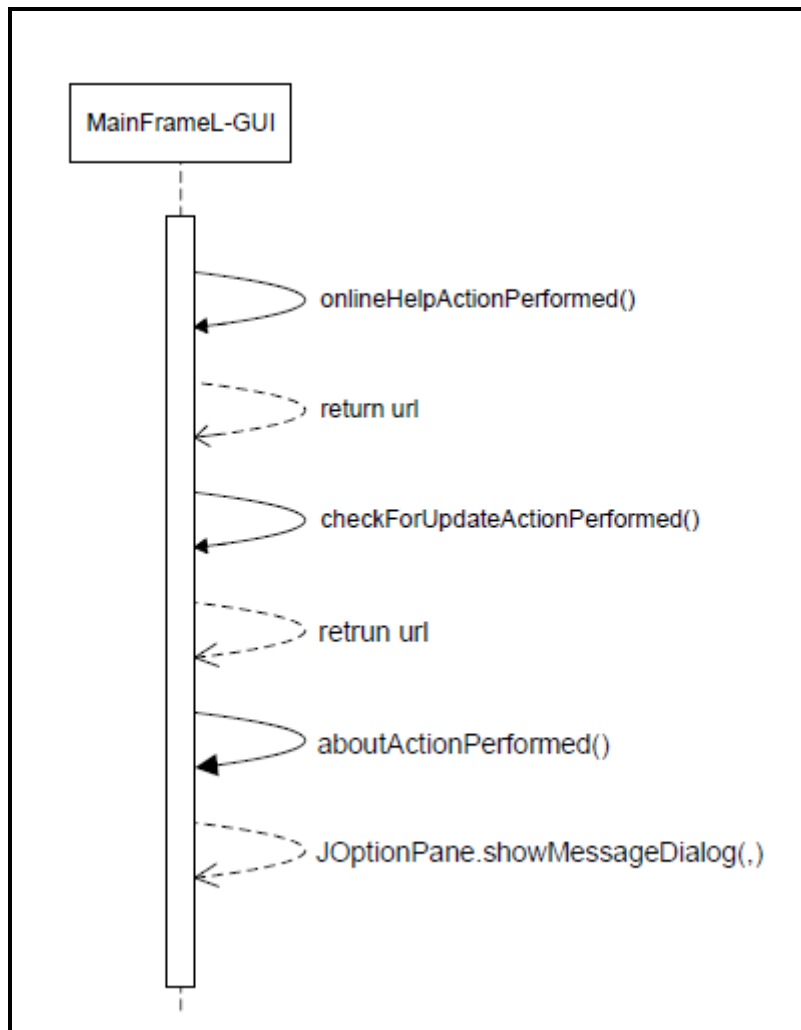 MainFrameL-GUI
onlineHelpActionPerformed()
return url
checkForUpdateActionPerformed()
retrun url
aboutActionPerformed()
JOptionPane.showMessageDialog(,)